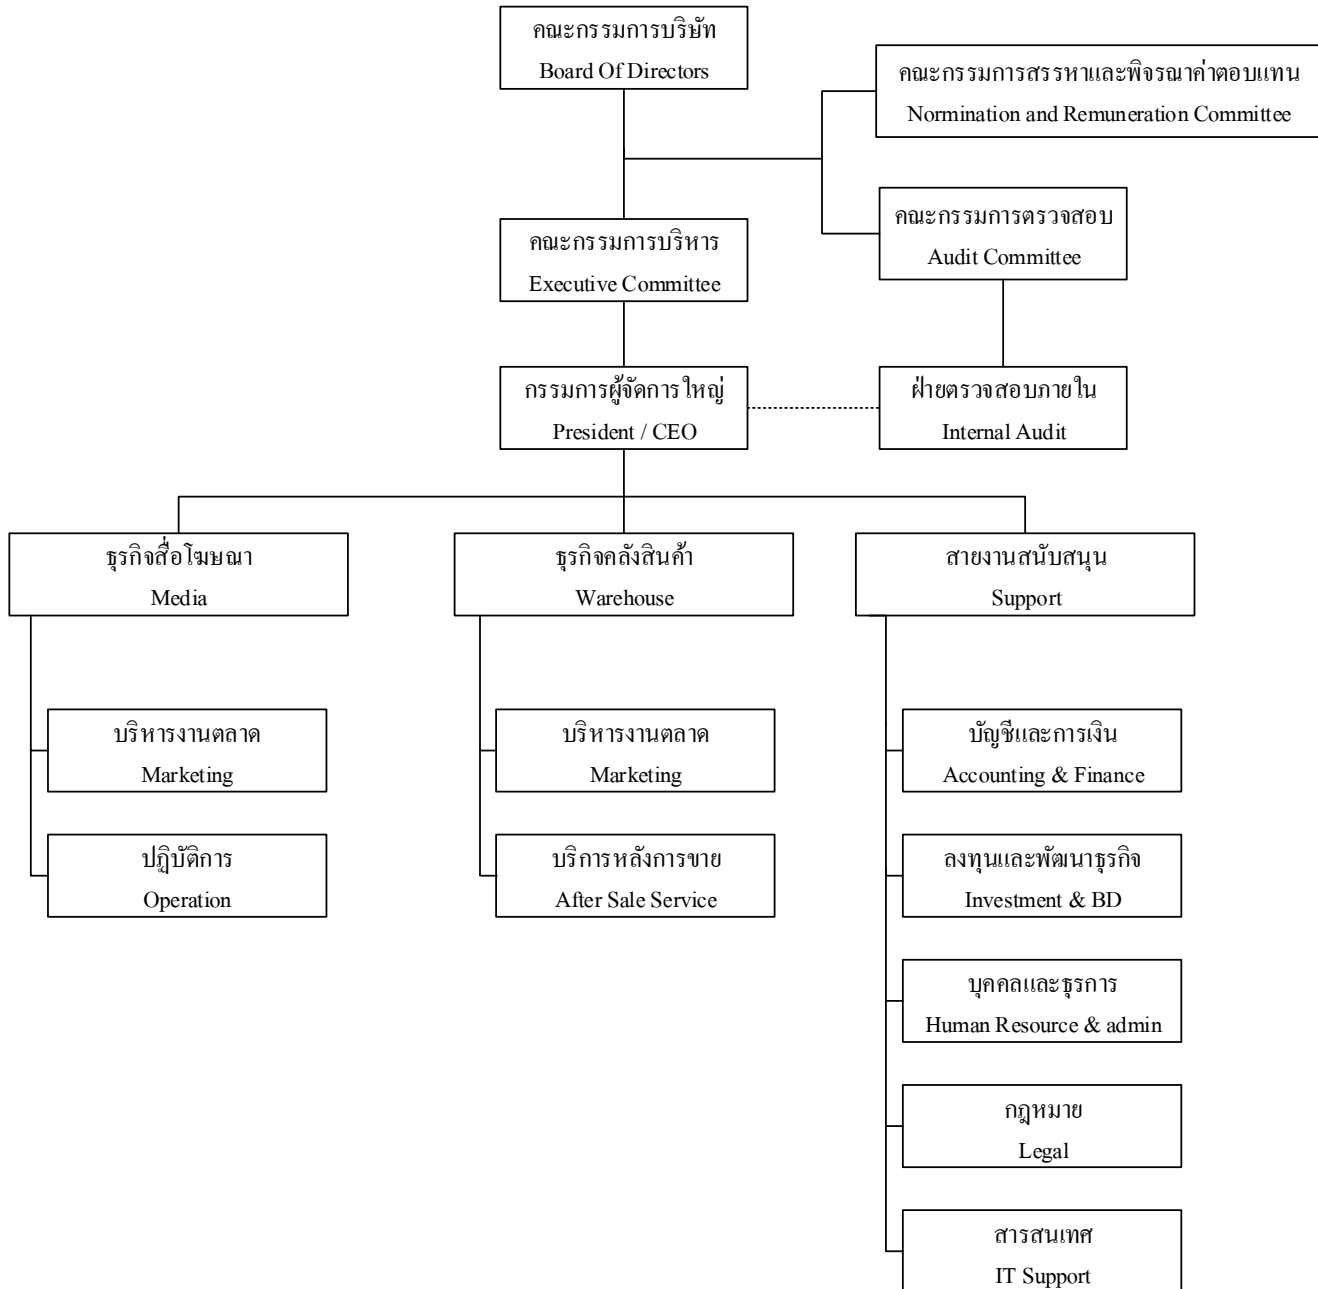 คณะกรรมการบริษัท
Board Of Directors
คณะกรรมการสรรหาและพิจรณาค่าตอบแทน
Normination and Remuneration Committee
คณะกรรมการบริหาร
Executive Committee
คณะกรรมการตรวจสอบ
Audit Committee
กรรมการผู้จัดการใหญ่
President / CEO
ฝ่ายตรวจสอบภายใน
Internal Audit
ธุรกิจสื่อโฆษณา
Media
ธุรกิจคลังสินค้า
Warehouse
สายงานสนับสนุน
Support
บริหารงานตลาด
Marketing
บริหารงานตลาด
Marketing
บัญชีและการเงิน
Accounting & Finance
ปฏิบัติการ
Operation
บริการหลังการขาย
After Sale Service
ลงทุนและพัฒนาธุรกิจ
Investment & BD
บุคคลและธุรการ
Human Resource & admin
กฎหมาย
Legal
สารสนเทศ
IT Support